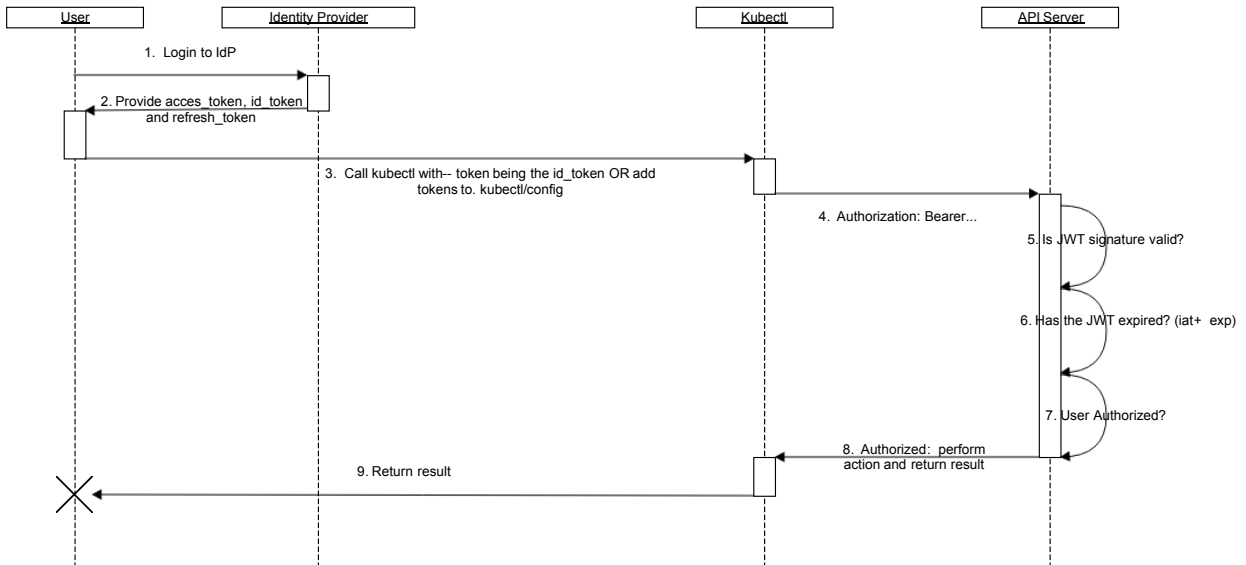 User
Identity Provider
Kubectl
API Server
1. Login to IdP
2. Provide acces_token, id_token
and refresh_token
3. Call kubectl with-- token being the id_token OR add
tokens to. kubectl/config
4. Authorization: Bearer...
5. Is JWT signature valid?
6. Has the JWT expired? (iat+ exp)
7. User Authorized?
8. Authorized: perform
action and return result
9. Return result